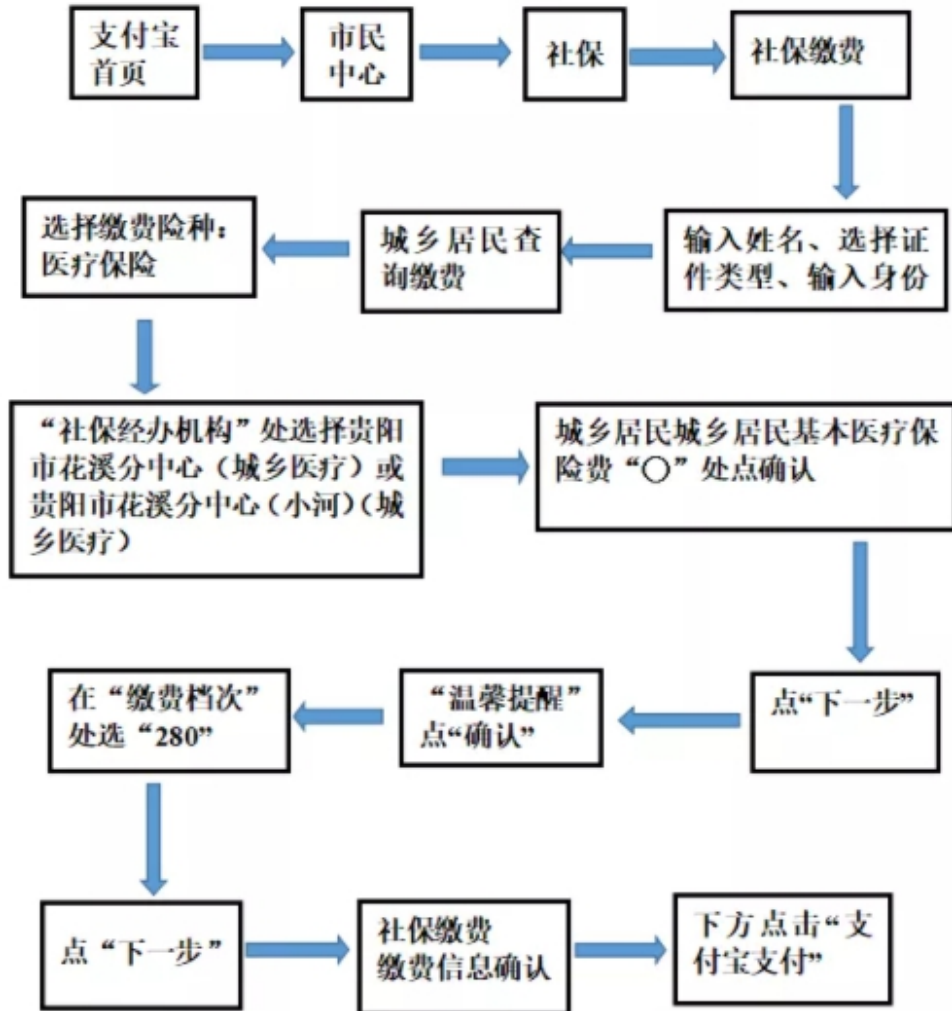 支付宝
首页
市民
中心
社保
社保缴费
输入姓名、选择证
件类型、输入身份
城乡居民查
询缴费
选择缴费险种：
医疗保险
“社保经办机构”处选择贵阳
市花溪分中心（城乡医疗）或
贵阳市花溪分中心（小河）（城
乡医疗）
城乡居民城乡居民基本医疗保
险费“○”处点确认
点“下一步”
“温馨提醒”
点“确认”
在“缴费档次”
处选“280”
点“下一步”
社保缴费
缴费信息确认
下方点击“支
付宝支付”